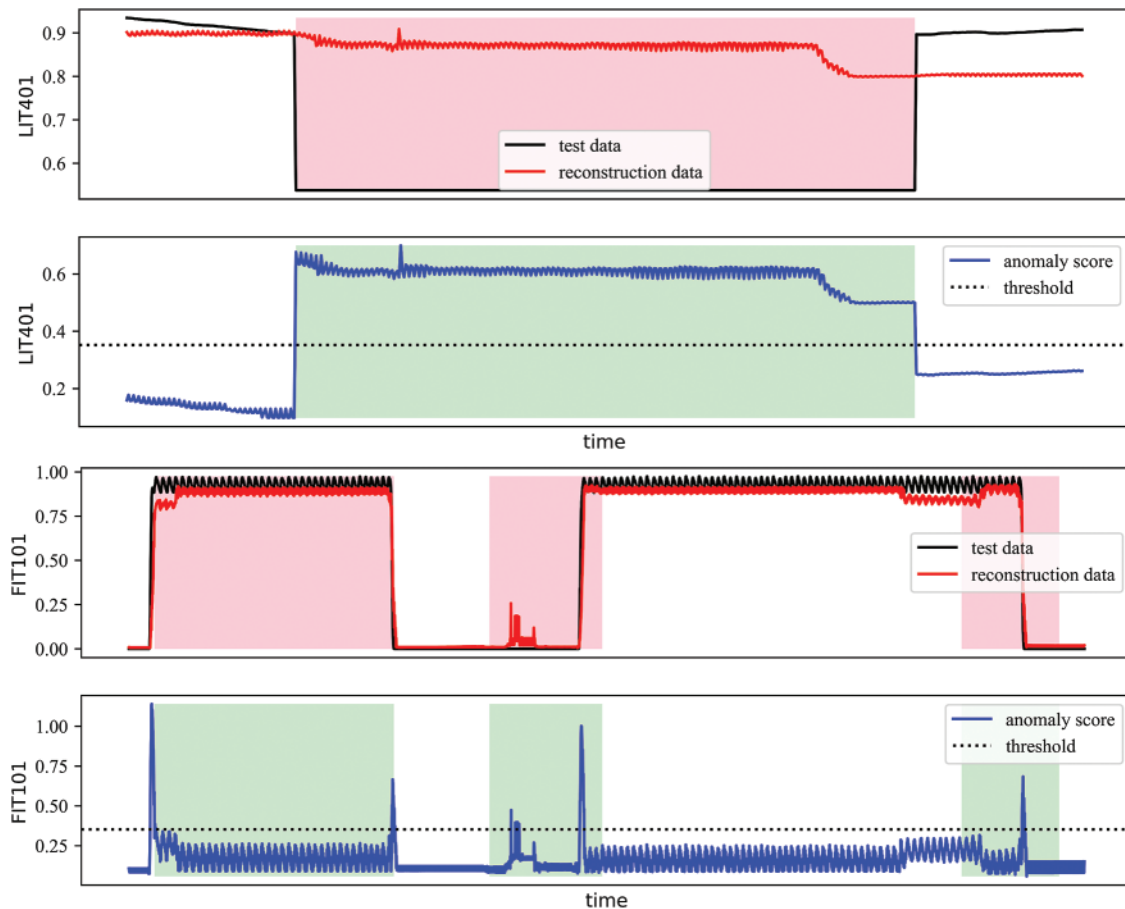 0.9
0.8
0.7
0.6
LIT401
test data
reconstruction data
0.6
0.4
0.2
LIT401
anomaly score
threshold
time
1.00
0.75
0.50
0.25
0.00
FIT101
test data
reconstruction data
1.00
0.75
0.50
0.25
FIT101
anomaly score
threshold
time